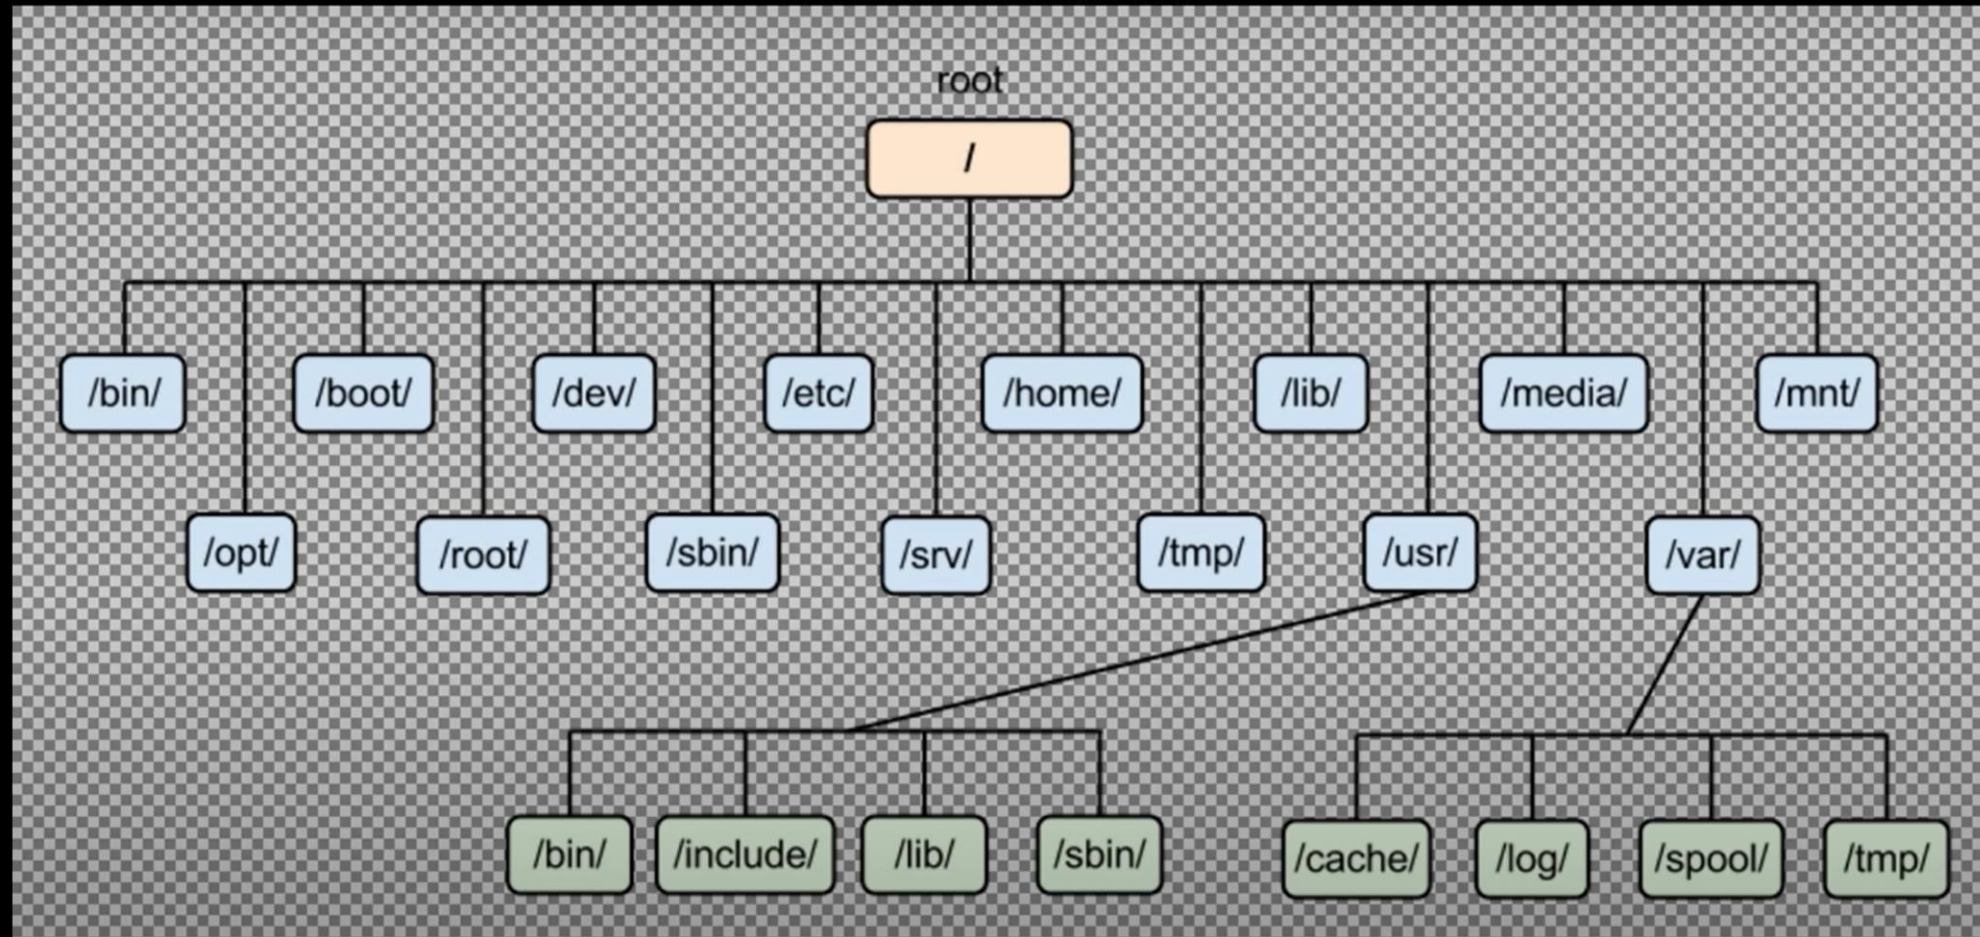 root
/
/bin/
/boot/
/dev/
/etc/
/home/
/lib/
/media/
/mnt/
/opt/
/root/
/sbin/
/srv/
/tmp/
/usr/
/var/
/bin/
/include/
/lib/
/sbin/
/cache/
/log/
/spool/
/tmp/